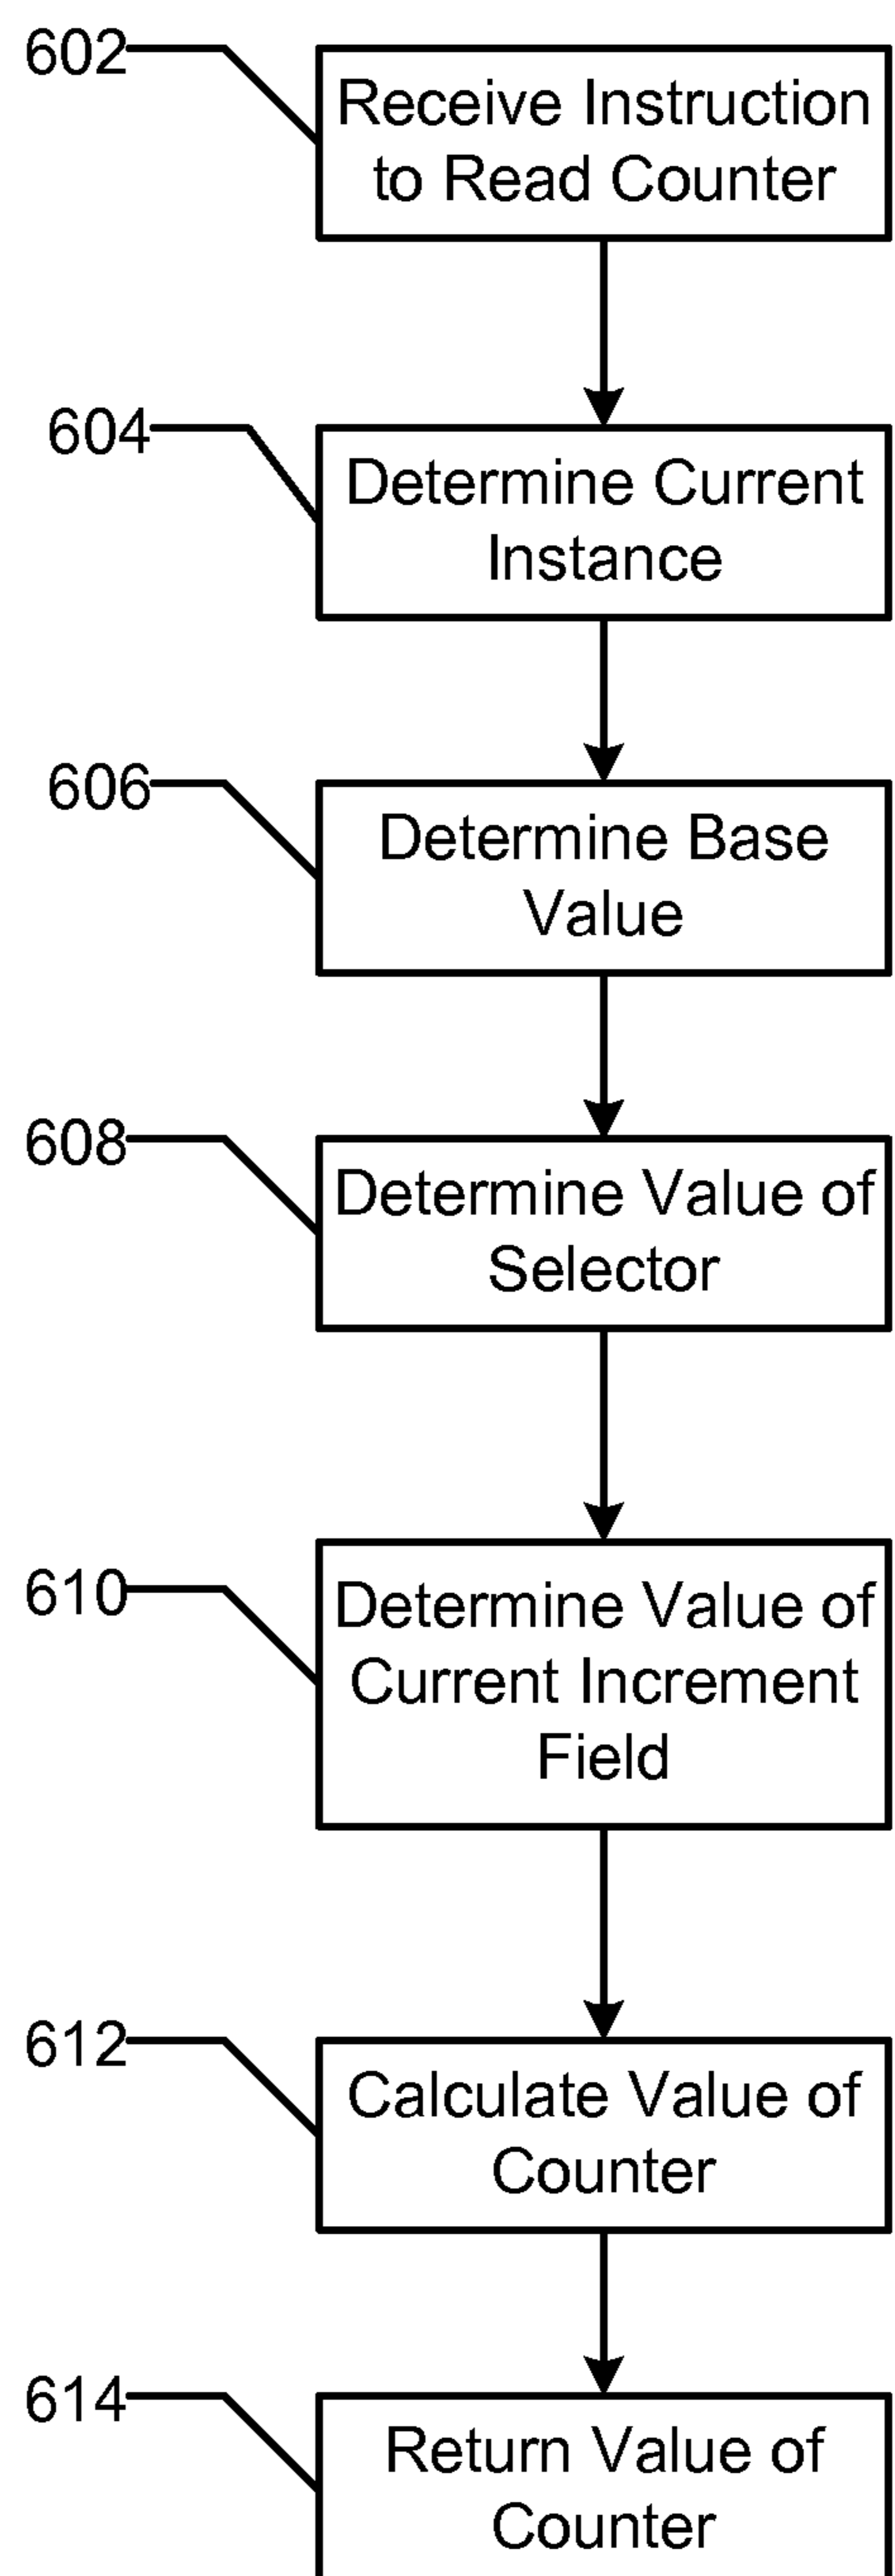 602
Receive Instruction
to Read Counter
604
Determine Current
Instance
606
Determine Base
Value
608
Determine Value of
Selector
610
Determine Value of
Current Increment
Field
612
Calculate Value of
Counter
614
Return Value of
Counter